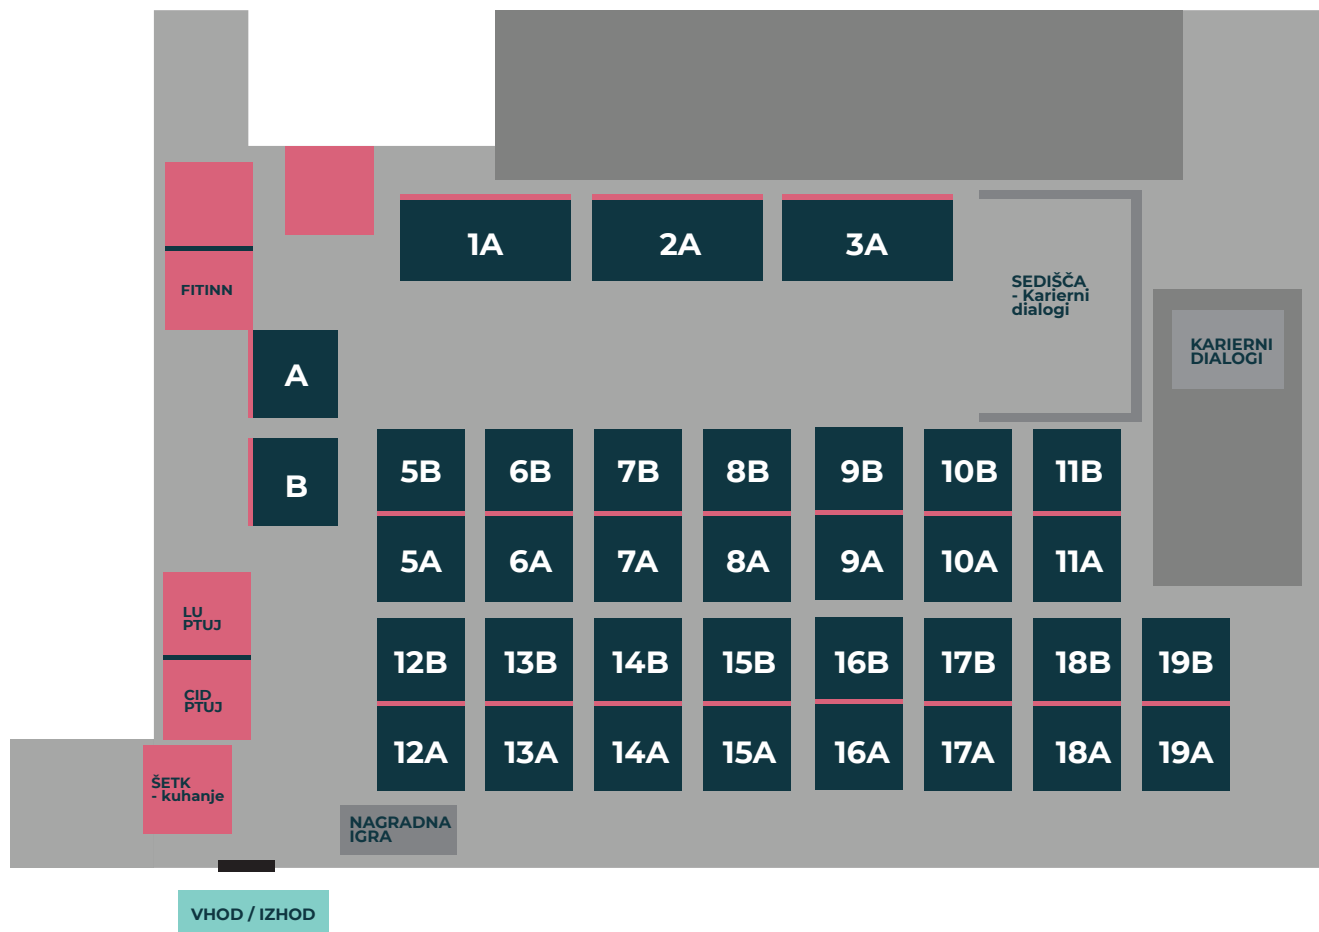 1A
2A
3A
SEDIŠČA
- Karierni
dialogi
FITINN
KARIERNI
DIALOGI
A
B
5B
6B
7B
8B
9B
10B
11B
5A
6A
7A
8A
9A
10A
11A
LU
PTUJ
12B
13B
14B
15B
16B
17B
18B
19B
CID
PTUJ
12A
13A
14A
15A
16A
17A
18A
19A
ŠETK
- kuhanje
NAGRADNA
IGRA
VHOD / IZHOD